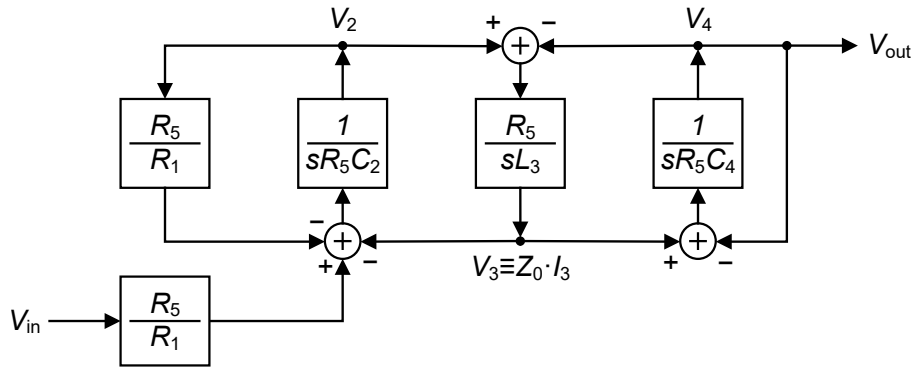 V2
V4
+
−
+
Vout
R5
R1
1
sR5C2
R5
sL3
1
sR5C4
−
+
+
−
V3≡Z0·I3
+
−
Vin
R5
R1